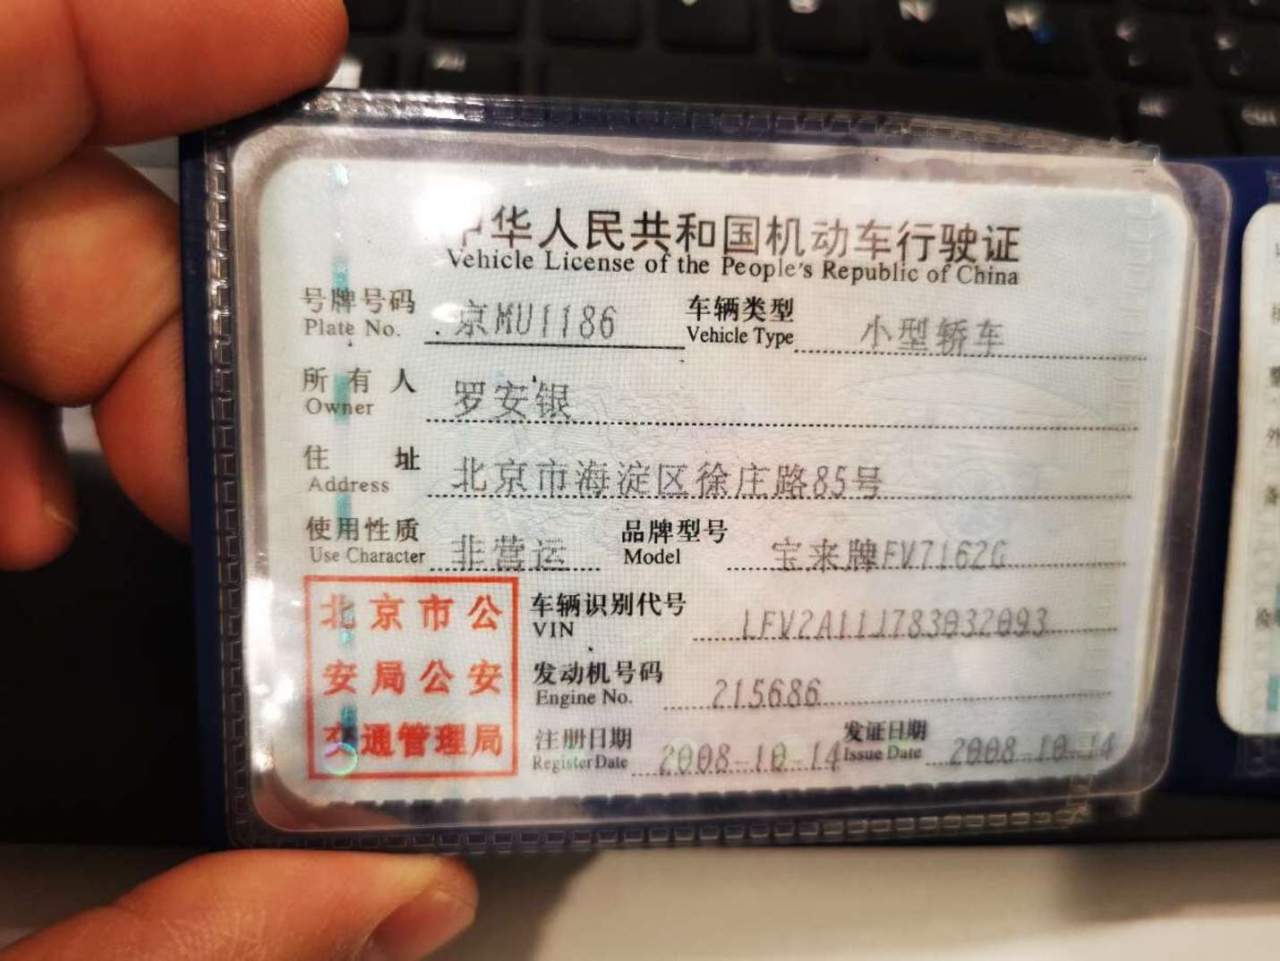 中华人民共和国机动车行驶证
Vehicle License of the People's Republic of China
号牌号码 京MU1186 车辆类型 小型轿车
Plate No. Vehicle Type
所有人 罗安银
Owner
住址 北京市海淀区徐庄路85号
Address
使用性质 非营运 品牌型号 宝来牌FV7162G
Use Character Model
北京市公
安局公安
交通管理局
车辆识别代号 LFV2A11J783032093
VIN
发动机号码 215686
Engine No.
注册日期 2008-10-14 发证日期 2008-10-14
Register Date Issue Date